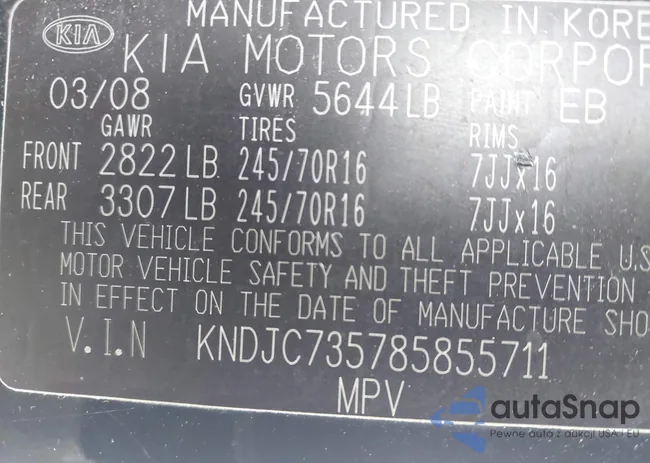 MANUFACTURED IN KORE
KIA KIA MOTORS CORPOR
03/08 GVWR 5644LB PAINT EB
GAWR TIRES RIMS
FRONT 2822LB 245/70R16 7JJx16
REAR 3307LB 245/70R16 7JJx16
THIS VEHICLE CONFORMS TO ALL APPLICABLE U.S
MOTOR VEHICLE SAFETY AND THEFT PREVENTION
IN EFFECT ON THE DATE OF MANUFACTURE SHO
V.I.N KNDJC735785855711
MPV
autaSnap
Pewne auta z aukcji USA i EU